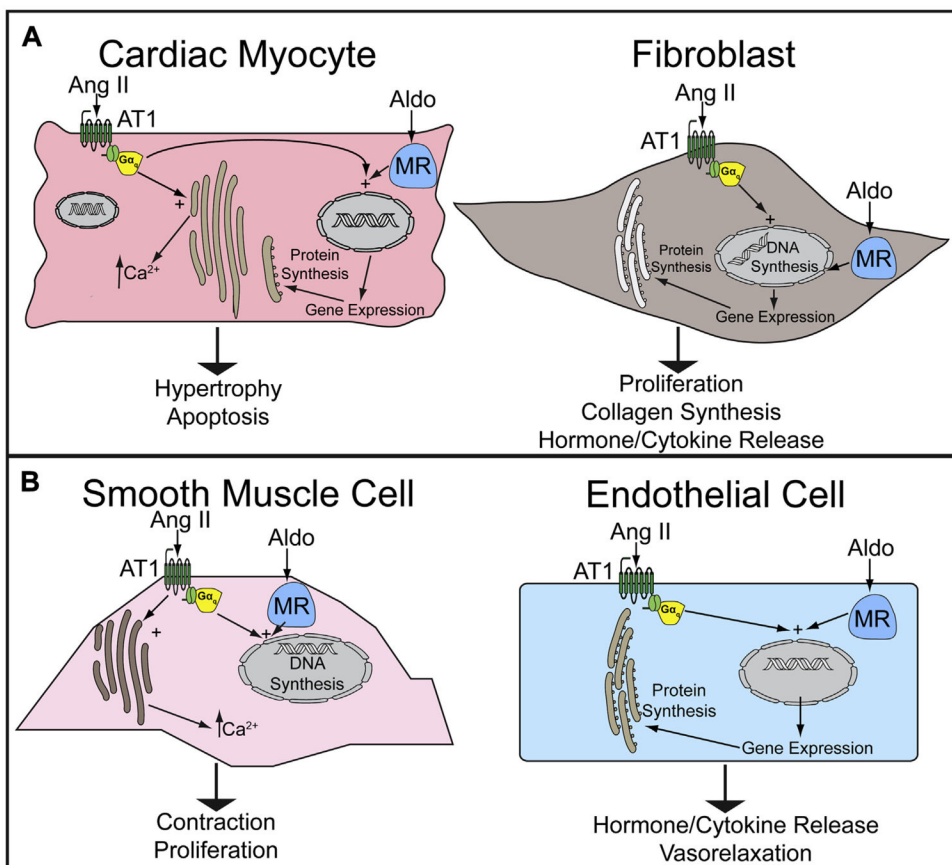 A
Cardiac Myocyte
Ang II
AT1
Gαq
Aldo
MR
+
+
Ca2+
Protein
Synthesis
Gene Expression
Hypertrophy
Apoptosis
Fibroblast
Ang II
AT1
Gαq
Aldo
MR
+
DNA
Synthesis
Protein
Synthesis
Gene Expression
Proliferation
Collagen Synthesis
Hormone/Cytokine Release
B
Smooth Muscle Cell
Ang II
AT1
Gαq
Aldo
MR
+
+
DNA
Synthesis
Ca2+
Contraction
Proliferation
Endothelial Cell
Ang II
AT1
Gαq
Aldo
MR
+
Protein
Synthesis
Gene Expression
Hormone/Cytokine Release
Vasorelaxation